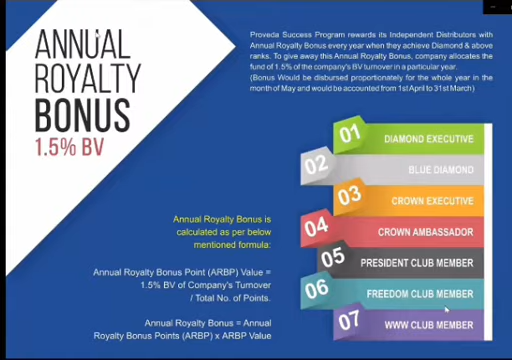 ANNUAL
ROYALTY
BONUS
1.5% BV
Proveda Success Program rewards its Independent Distributors with
Annual Royalty Bonus every year when they achieve Diamond & above
ranks. To give away this Annual Royalty Bonus, company allocates the
fund of 1.5% of the company's BV turnover in a particular year.
(Bonus Would be disbursed proportionately for the whole year in the
month of May and would be accounted from 1st April to 31st March)
01 DIAMOND EXECUTIVE
02 BLUE DIAMOND
03 CROWN EXECUTIVE
04 CROWN AMBASSADOR
05 PRESIDENT CLUB MEMBER
06 FREEDOM CLUB MEMBER
07 WWW CLUB MEMBER
Annual Royalty Bonus is
calculated as per below
mentioned formula:
Annual Royalty Bonus Point (ARBP) Value =
1.5% BV of Company's Turnover
/ Total No. of Points.
Annual Royalty Bonus = Annual
Royalty Bonus Points (ARBP) x ARBP Value